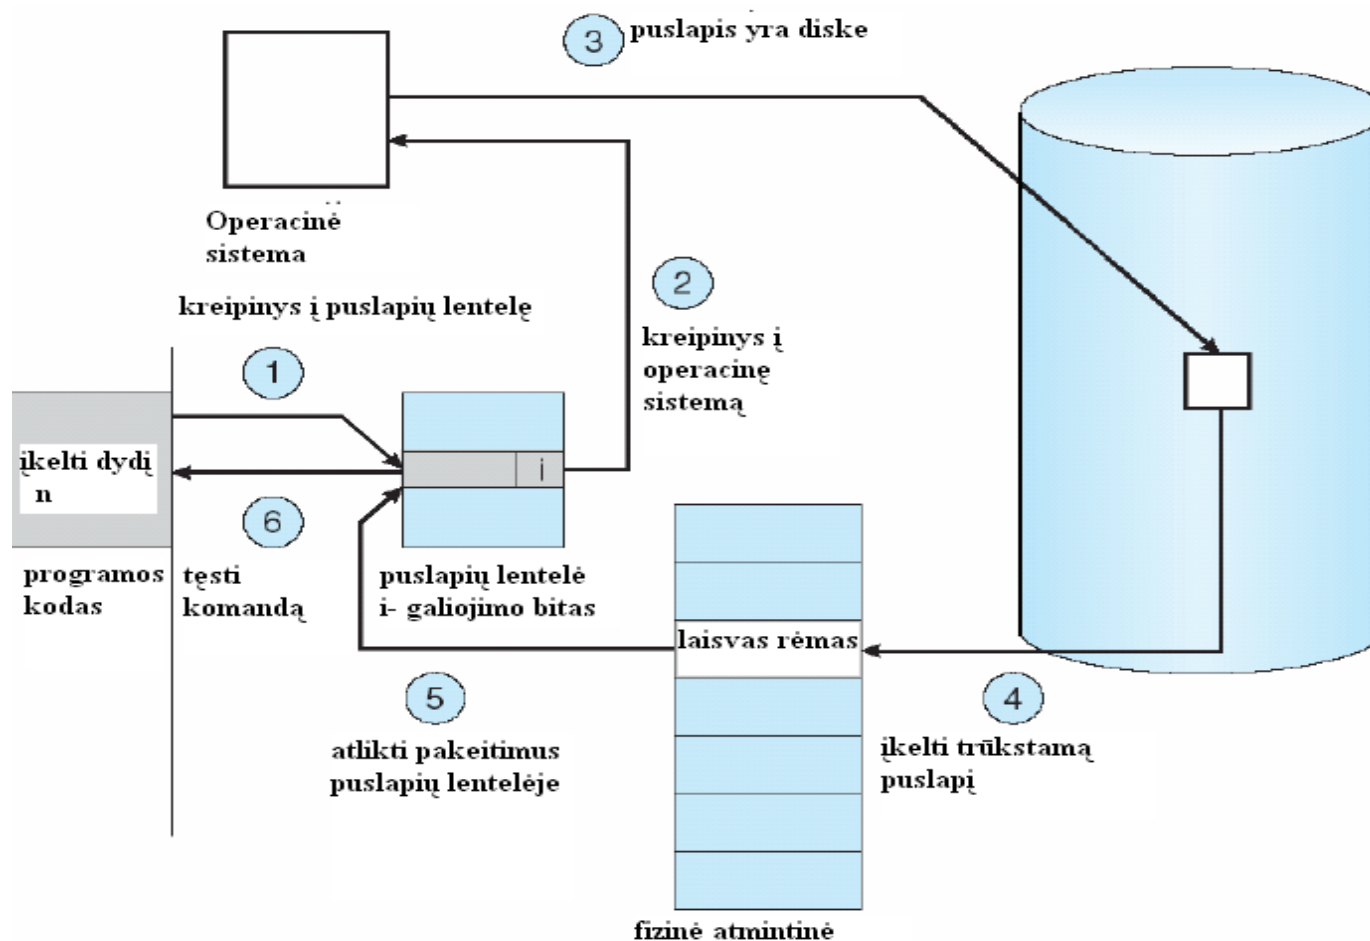 3
puslapis yra diske
Operacinė
sistema
kreipinys į puslapių lentelę
2
kreipinys į
operacinę
sistemą
1
įkelti dydį
n
i
6
programos
kodas
tęsti
komandą
puslapių lentelė
i- galiojimo bitas
laisvas rėmas
5
atlikti pakeitimus
puslapių lentelėje
4
įkelti trūkstamą
puslapį
fizinė atmintinė